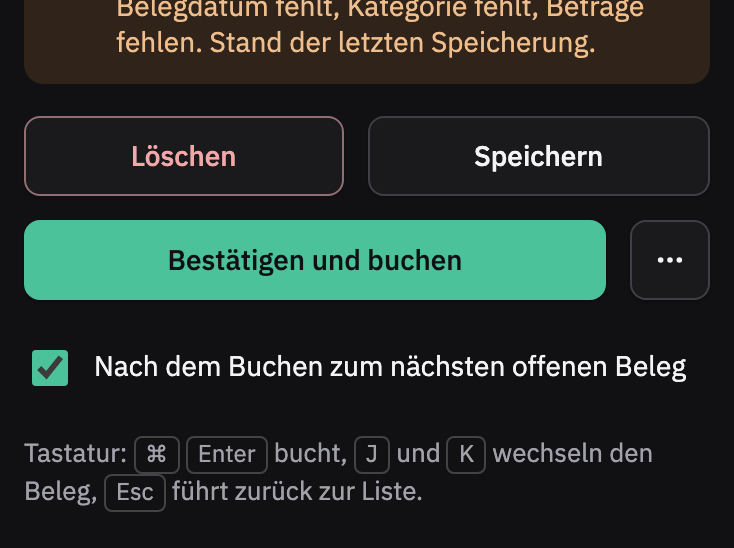 Belegdatum fehlt, Kategorie fehlt, Beträge
fehlen. Stand der letzten Speicherung.
Löschen
Speichern
Bestätigen und buchen
···
Nach dem Buchen zum nächsten offenen Beleg
Tastatur: ⌘ Enter bucht, J und K wechseln den
Beleg, Esc führt zurück zur Liste.